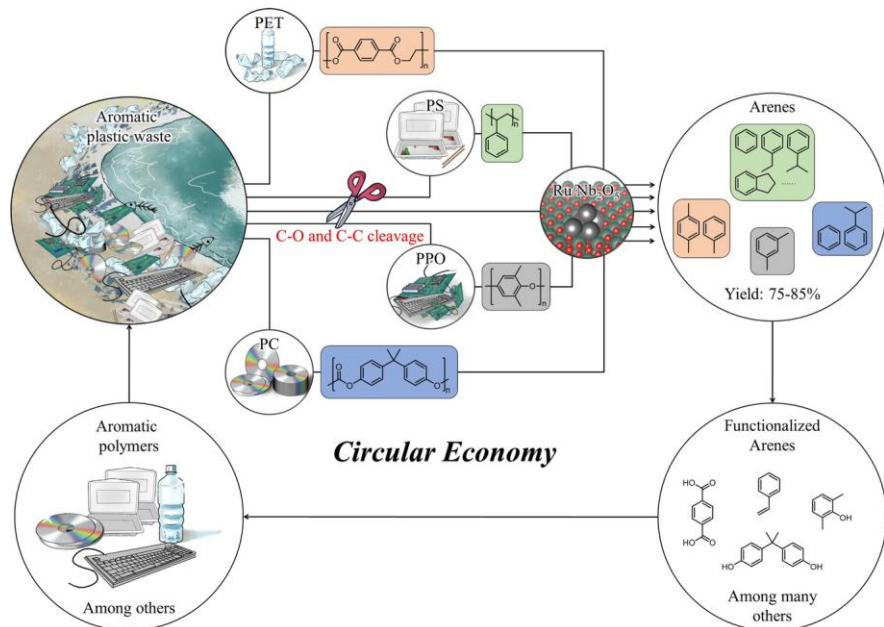 PET
Aromatic
plastic waste
PS
C-O and C-C cleavage
PPO
PC
Ru/Nb₂O₅
Arenes
Yield: 75-85%
Aromatic
polymers
Among others
Circular Economy
Functionalized
Arenes
HO
O
HO
O
OH
HO
OH
Among many
others
O
O
O
O
n
n
O
n
O
O
O
n